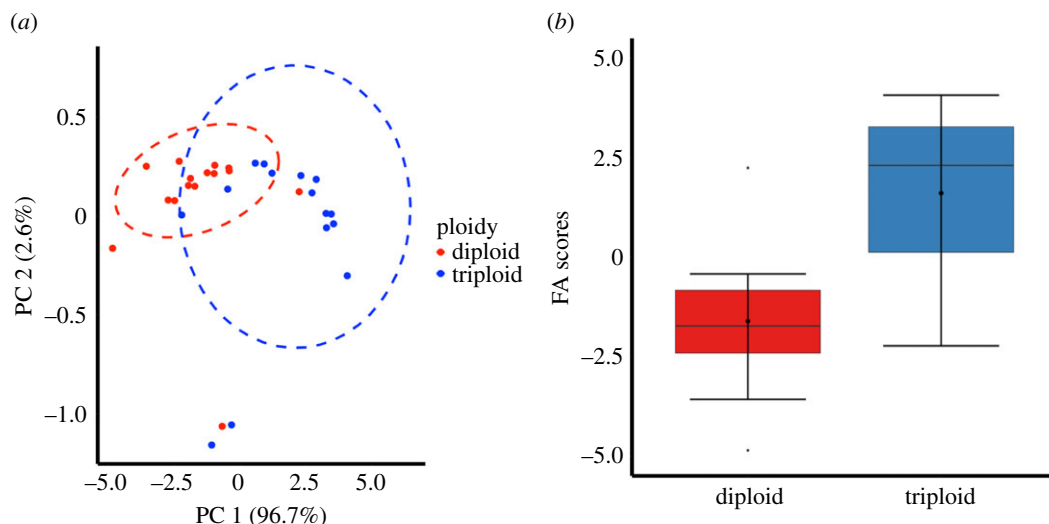 (a)
0.5
0
–0.5
–1.0
PC 2 (2.6%)
–5.0 –2.5 0 2.5 5.0
PC 1 (96.7%)
ploidy
diploid
triploid
(b)
5.0
2.5
0
–2.5
–5.0
FA scores
diploid triploid